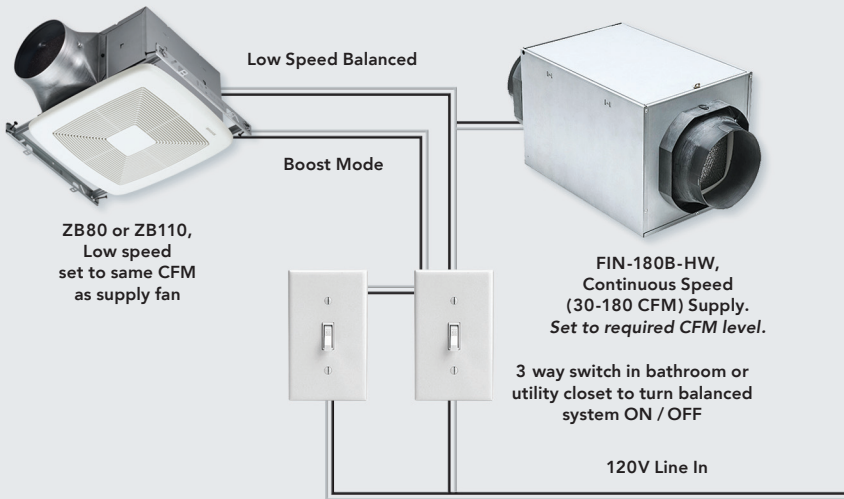 Low Speed Balanced
Boost Mode
ZB80 or ZB110,
Low speed
set to same CFM
as supply fan
FIN-180B-HW,
Continuous Speed
(30-180 CFM) Supply.
Set to required CFM level.
3 way switch in bathroom or
utility closet to turn balanced
system ON / OFF
120V Line In